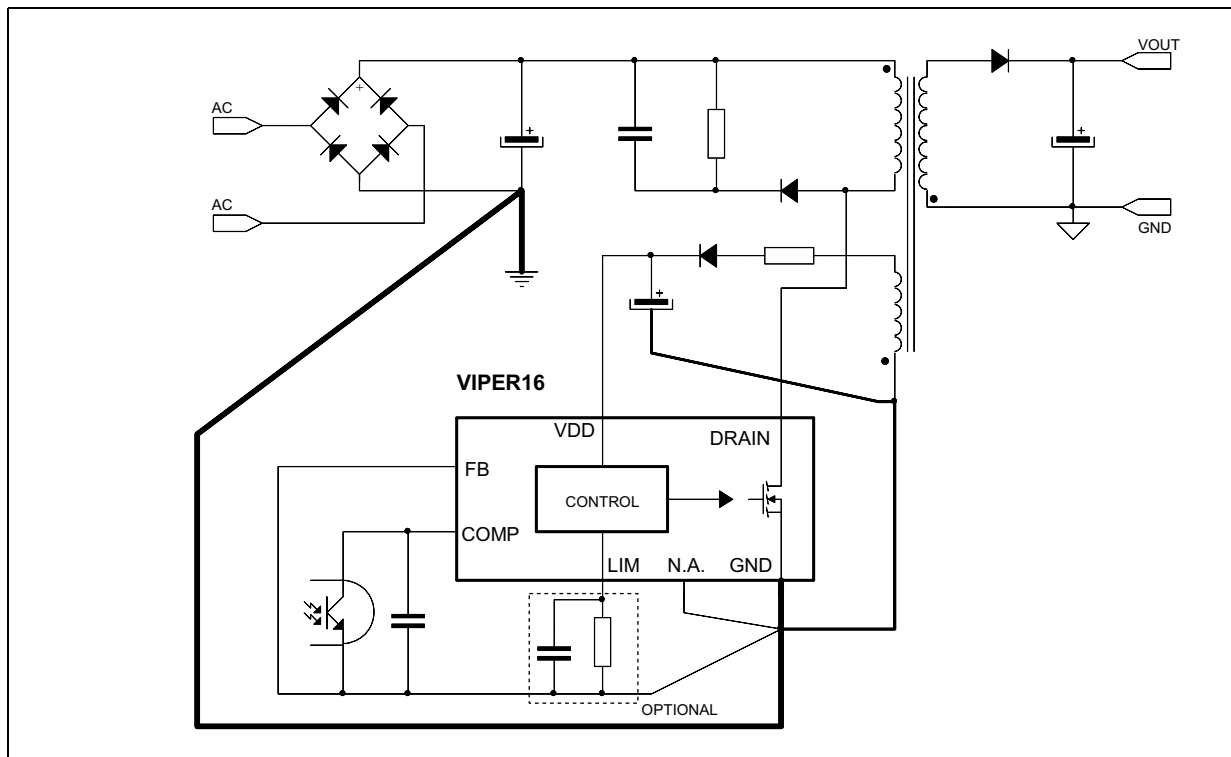 VOUT
AC
AC
GND
VIPER16
VDD
DRAIN
FB
CONTROL
COMP
LIM
N.A.
GND
OPTIONAL